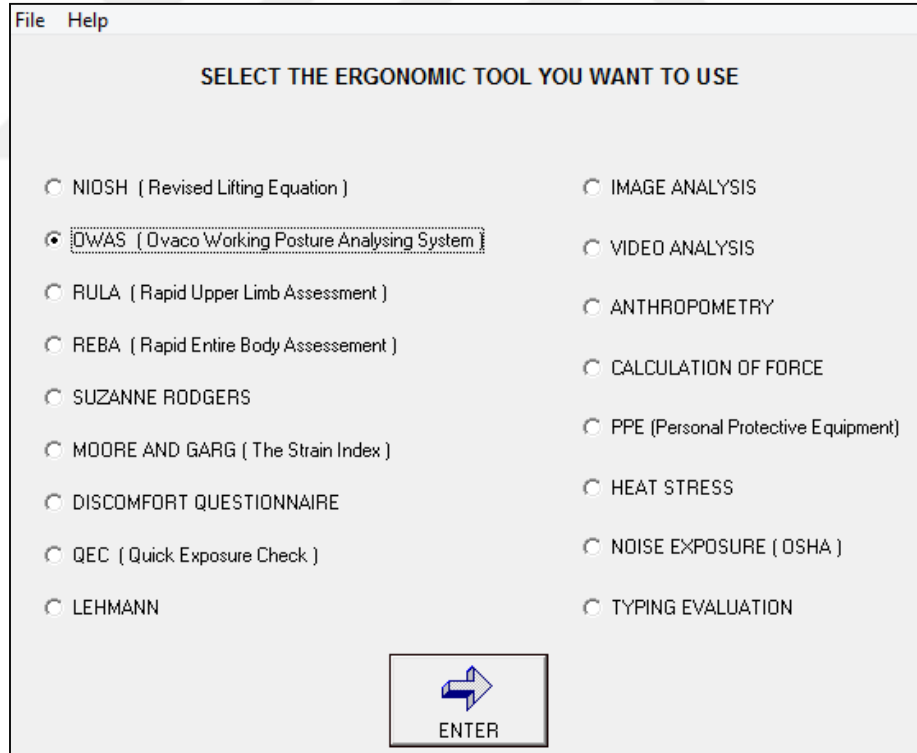 File Help
SELECT THE ERGONOMIC TOOL YOU WANT TO USE
NIOSH ( Revised Lifting Equation )
OWAS ( Ovaco Working Posture Analysing System )
RULA ( Rapid Upper Limb Assessment )
REBA ( Rapid Entire Body Assessement )
SUZANNE RODGERS
MOORE AND GARG ( The Strain Index )
DISCOMFORT QUESTIONNAIRE
QEC ( Quick Exposure Check )
LEHMANN
IMAGE ANALYSIS
VIDEO ANALYSIS
ANTHROPOMETRY
CALCULATION OF FORCE
PPE (Personal Protective Equipment)
HEAT STRESS
NOISE EXPOSURE ( OSHA )
TYPING EVALUATION
ENTER